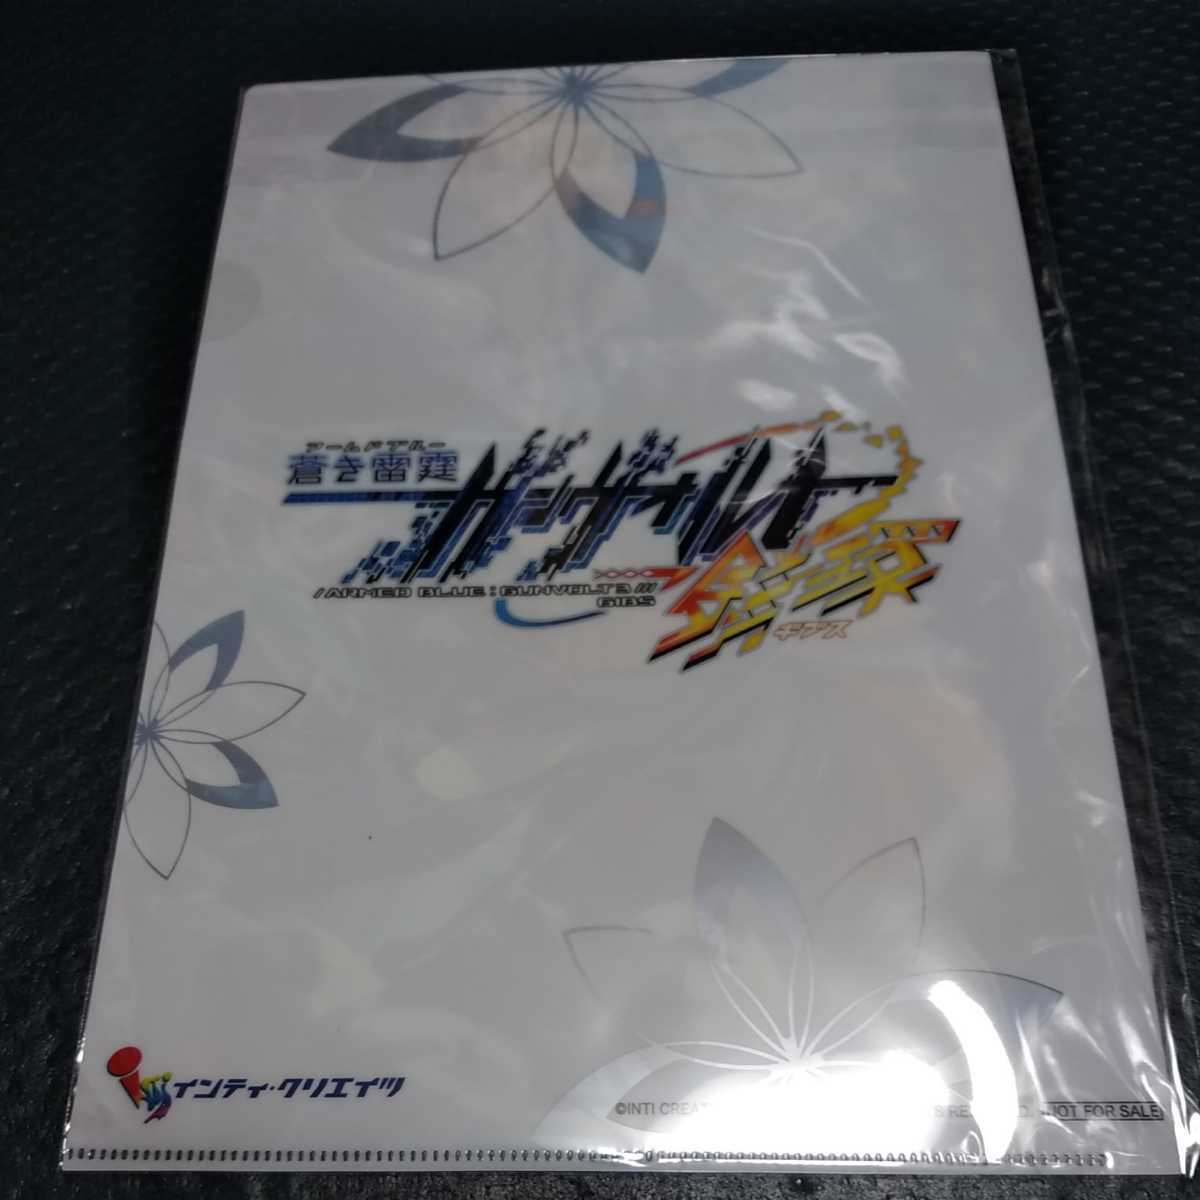 アームドブルー
蒼き雷霆
ガンヴォルト
鎖環
/ARMED BLUE:GUNVOLT3 ///
GIBS
ギブス
インティ・クリエイツ
©INTI CREAT
S RE
D. NOT FOR SALE